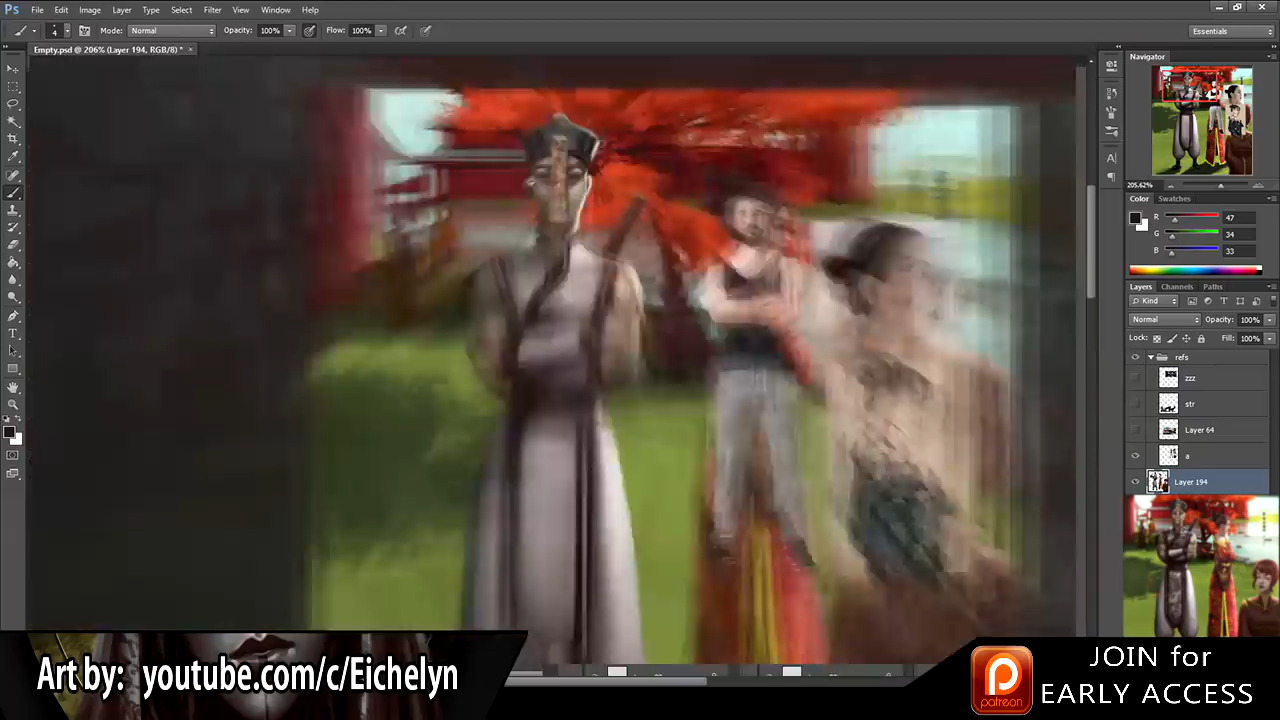 Ps File Edit Image Layer Type Select Filter View Window Help
4 Mode: Normal Opacity: 100% Flow: 100% Essentials
Empty.psd @ 206% (Layer 194, RGB/8) * ×
Navigator
205.62%
Color Swatches
R 47
G 34
B 33
Layers Channels Paths
Kind
Normal Opacity: 100%
Lock: Fill: 100%
refs
zzz
str
Layer 64
a
Layer 194
Art by: youtube.com/c/Eichelyn
patreon
JOIN for
EARLY ACCESS